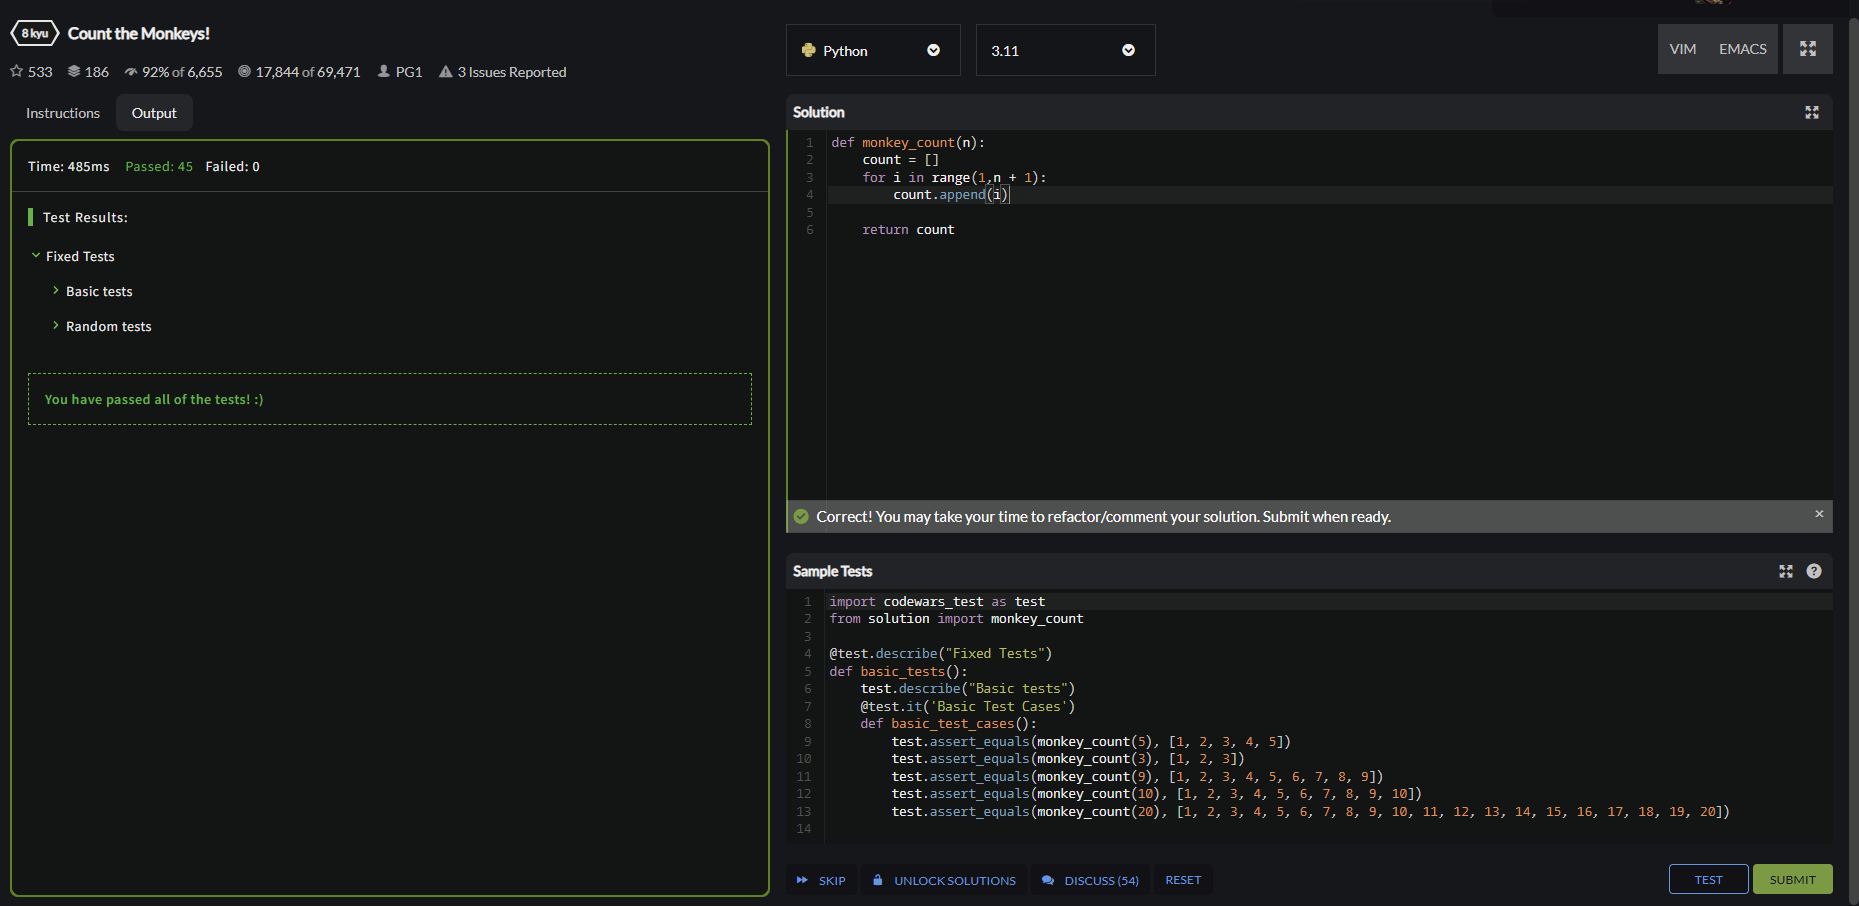 8 kyu Count the Monkeys!
533 186 92% of 6,655 17,844 of 69,471 PG1 3 Issues Reported
Instructions Output
Time: 485ms Passed: 45 Failed: 0
Test Results:
Fixed Tests
Basic tests
Random tests
You have passed all of the tests! :)
Python 3.11 VIM EMACS
Solution
1 def monkey_count(n):
2     count = []
3     for i in range(1,n + 1):
4         count.append(i)
5
6     return count
Correct! You may take your time to refactor/comment your solution. Submit when ready. ×
Sample Tests ?
1 import codewars_test as test
2 from solution import monkey_count
3
4 @test.describe("Fixed Tests")
5 def basic_tests():
6     test.describe("Basic tests")
7     @test.it('Basic Test Cases')
8     def basic_test_cases():
9         test.assert_equals(monkey_count(5), [1, 2, 3, 4, 5])
10         test.assert_equals(monkey_count(3), [1, 2, 3])
11         test.assert_equals(monkey_count(9), [1, 2, 3, 4, 5, 6, 7, 8, 9])
12         test.assert_equals(monkey_count(10), [1, 2, 3, 4, 5, 6, 7, 8, 9, 10])
13         test.assert_equals(monkey_count(20), [1, 2, 3, 4, 5, 6, 7, 8, 9, 10, 11, 12, 13, 14, 15, 16, 17, 18, 19, 20])
14
SKIP UNLOCK SOLUTIONS DISCUSS (54) RESET TEST SUBMIT